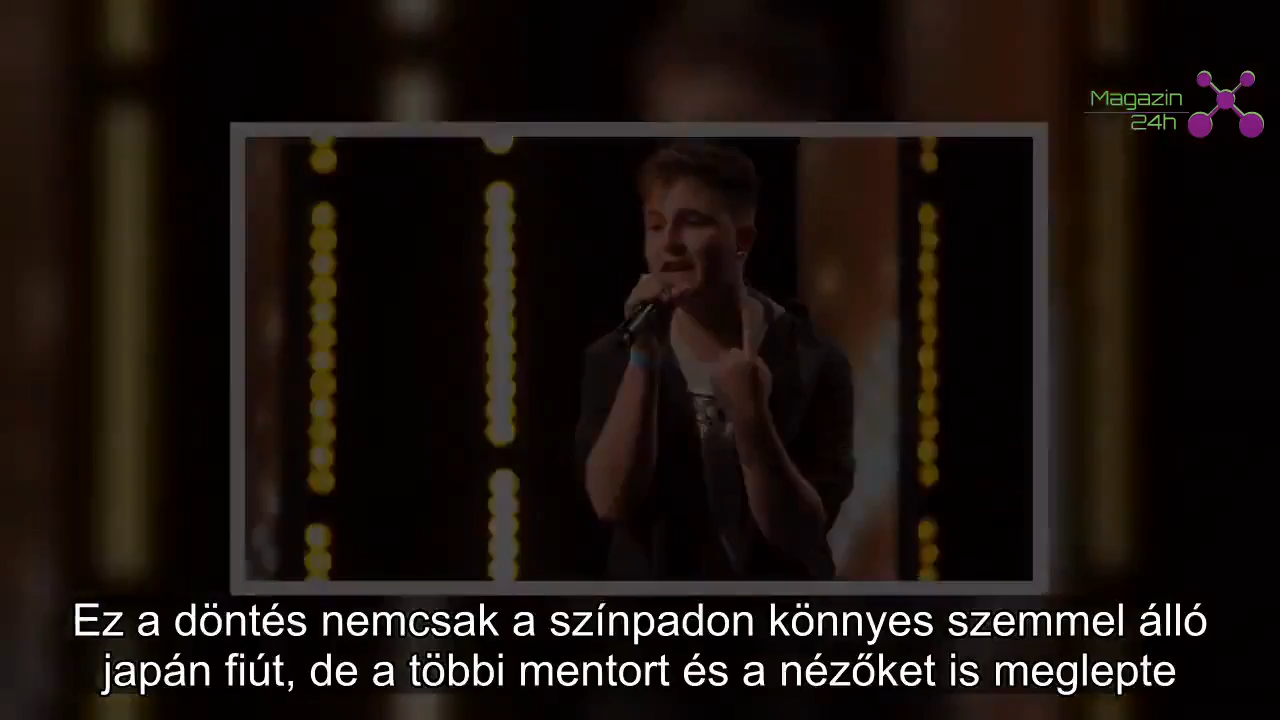 Magazin
24h
Ez a döntés nemcsak a színpadon könnyes szemmel álló
japán fiút, de a többi mentort és a nézőket is meglepte